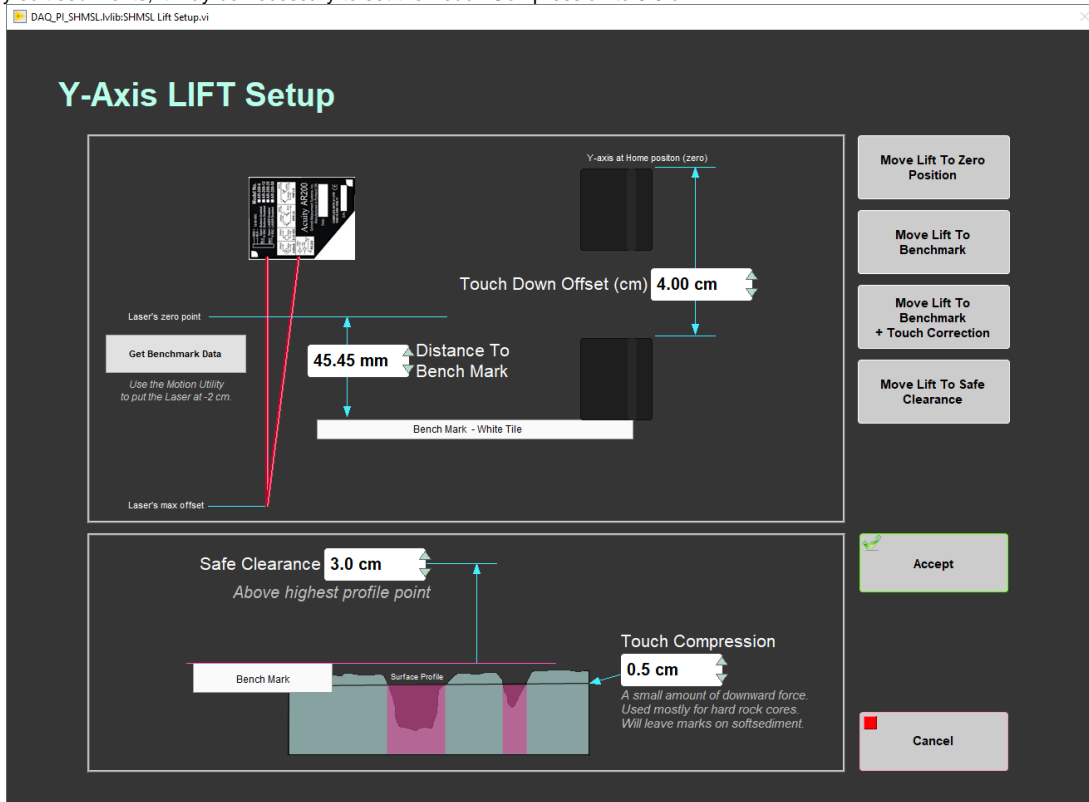 DAQ_PI_SHMSL.lvlib:SHMSL Lift Setup.vi
Y-Axis LIFT Setup
Y-axis at Home positon (zero)
Acuity AR200
Touch Down Offset (cm) 4.00 cm
Laser's zero point
Get Benchmark Data
Use the Motion Utility
to put the Laser at -2 cm.
45.45 mm
Distance To
Bench Mark
Bench Mark - White Tile
Laser's max offset
Move Lift To Zero
Position
Move Lift To
Benchmark
Move Lift To
Benchmark
+ Touch Correction
Move Lift To Safe
Clearance
Safe Clearance 3.0 cm
Above highest profile point
Touch Compression
0.5 cm
A small amount of downward force.
Used mostly for hard rock cores.
Will leave marks on softsediment.
Bench Mark
Surface Profile
Accept
Cancel